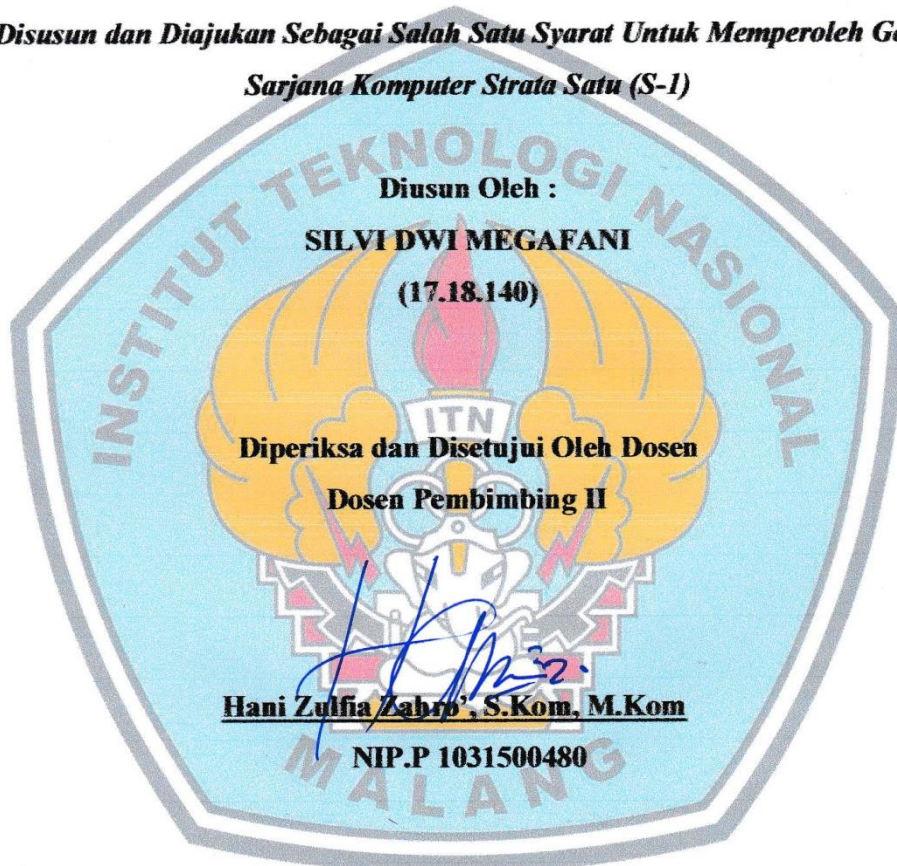 Disusun dan Diajukan Sebagai Salah Satu Syarat Untuk Memperoleh Ge
Sarjana Komputer Strata Satu (S-1)
INSTITUT TEKNOLOGI NASIONAL
Diusun Oleh :
SILVI DWI MEGAFANI
(17.18.140)
ITN
Diperiksa dan Disetujui Oleh Dosen
Dosen Pembimbing II
Hani Zulfia Zahro', S.Kom, M.Kom
NIP.P 1031500480
MALANG